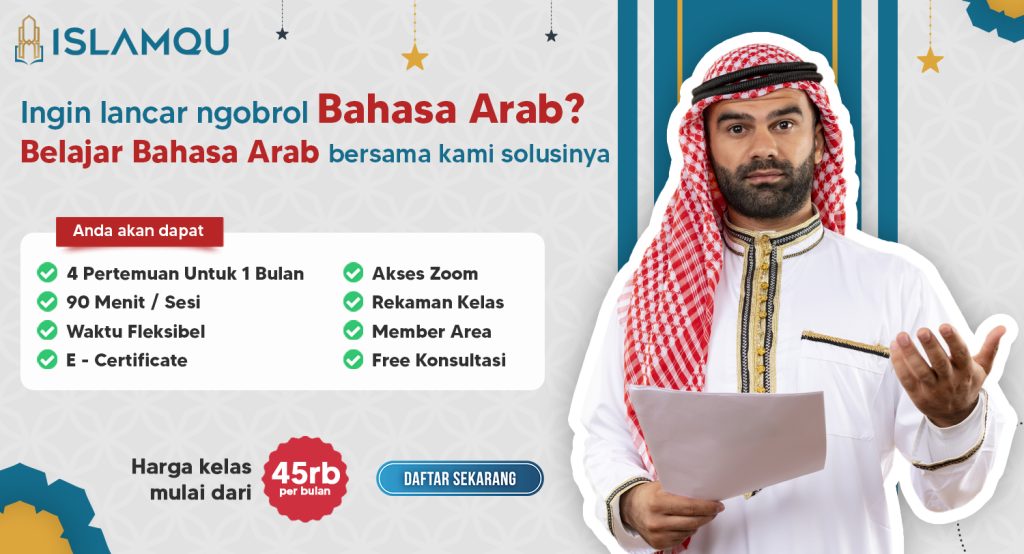 ISLAMQU
Ingin lancar ngobrol Bahasa Arab?
Belajar Bahasa Arab bersama kami solusinya
Anda akan dapat
4 Pertemuan Untuk 1 Bulan
90 Menit / Sesi
Waktu Fleksibel
E - Certificate
Akses Zoom
Rekaman Kelas
Member Area
Free Konsultasi
Harga kelas
mulai dari
45rb
per bulan
DAFTAR SEKARANG